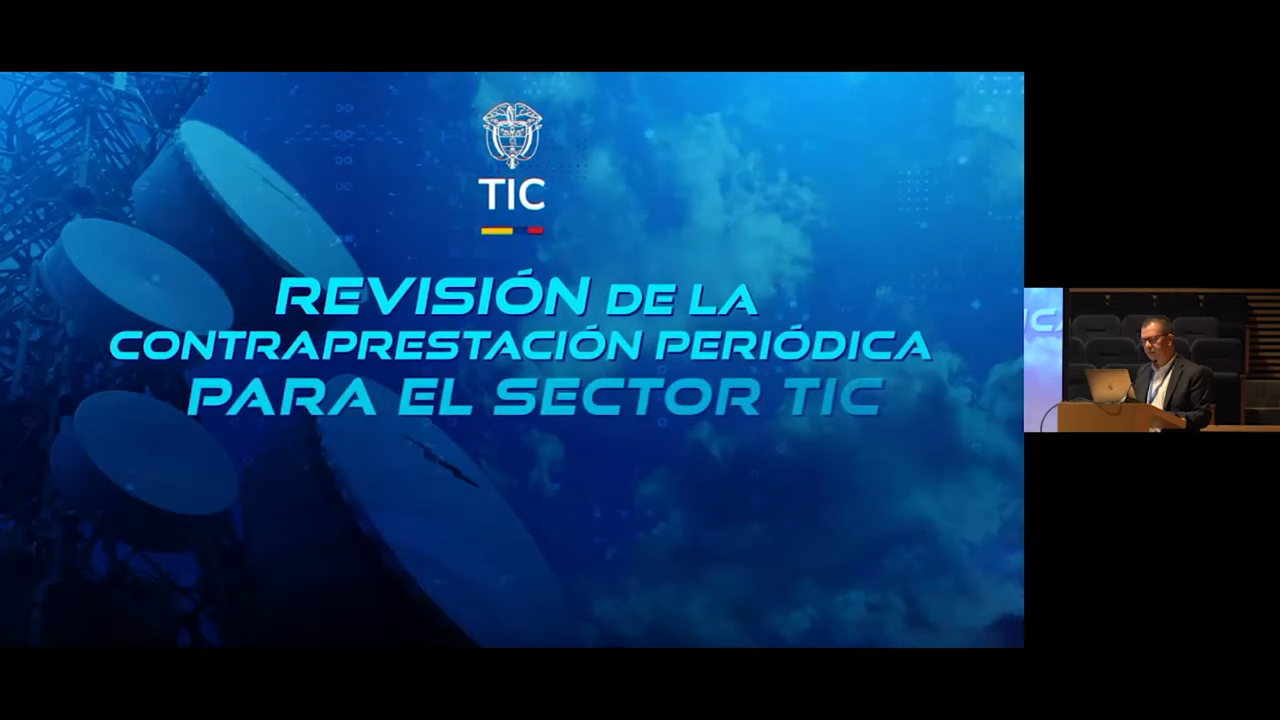 TIC
REVISIÓN DE LA
CONTRAPRESTACIÓN PERIÓDICA
PARA EL SECTOR TIC